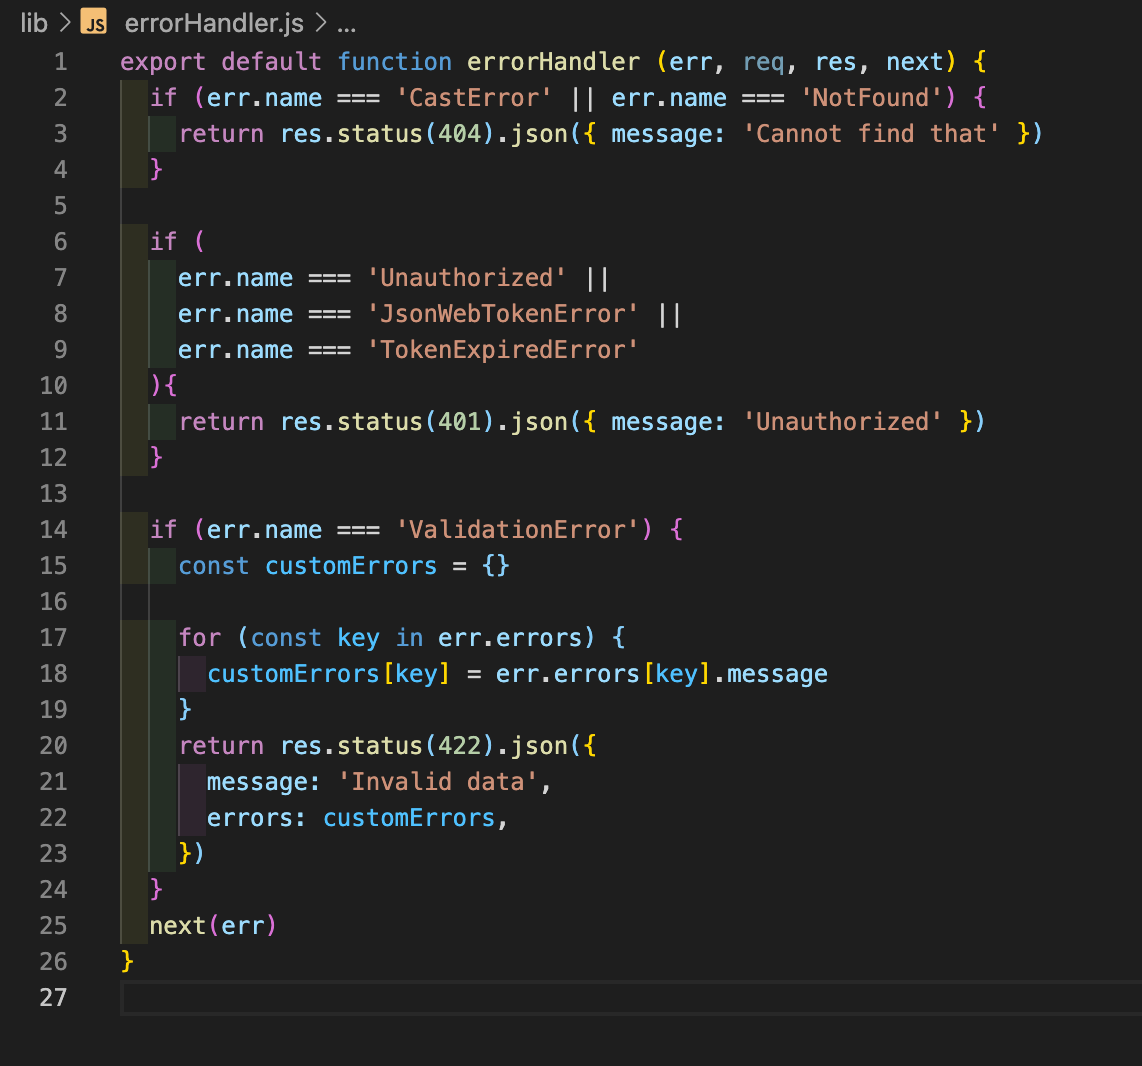 lib > JS errorHandler.js > ...
1 export default function errorHandler (err, req, res, next) {
2   if (err.name === 'CastError' || err.name === 'NotFound') {
3     return res.status(404).json({ message: 'Cannot find that' })
4   }
5
6   if (
7     err.name === 'Unauthorized' ||
8     err.name === 'JsonWebTokenError' ||
9     err.name === 'TokenExpiredError'
10   ){
11     return res.status(401).json({ message: 'Unauthorized' })
12   }
13
14   if (err.name === 'ValidationError') {
15     const customErrors = {}
16
17     for (const key in err.errors) {
18       customErrors[key] = err.errors[key].message
19     }
20     return res.status(422).json({
21       message: 'Invalid data',
22       errors: customErrors,
23     })
24   }
25   next(err)
26 }
27